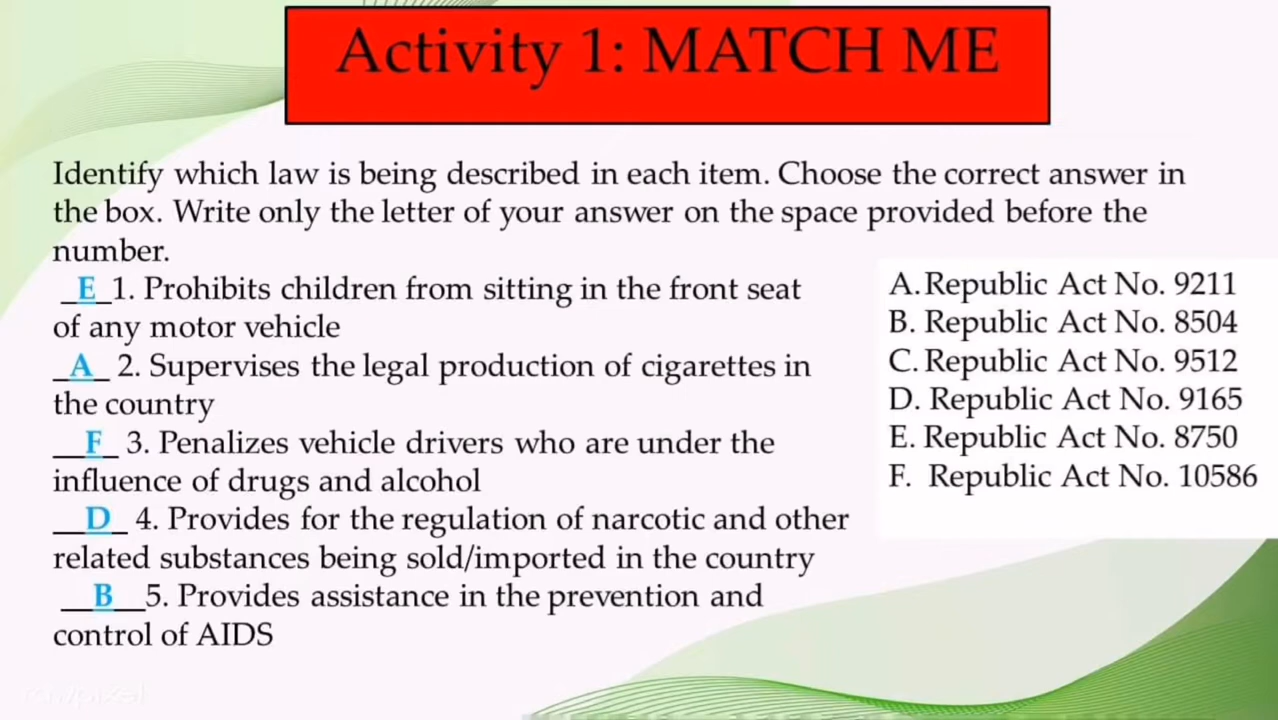 Activity 1: MATCH ME
Identify which law is being described in each item. Choose the correct answer in
the box. Write only the letter of your answer on the space provided before the
number.
_E_1. Prohibits children from sitting in the front seat
of any motor vehicle
_A_ 2. Supervises the legal production of cigarettes in
the country
__F_ 3. Penalizes vehicle drivers who are under the
influence of drugs and alcohol
__D_ 4. Provides for the regulation of narcotic and other
related substances being sold/imported in the country
__B__5. Provides assistance in the prevention and
control of AIDS
A. Republic Act No. 9211
B. Republic Act No. 8504
C. Republic Act No. 9512
D. Republic Act No. 9165
E. Republic Act No. 8750
F. Republic Act No. 10586
rawpixel